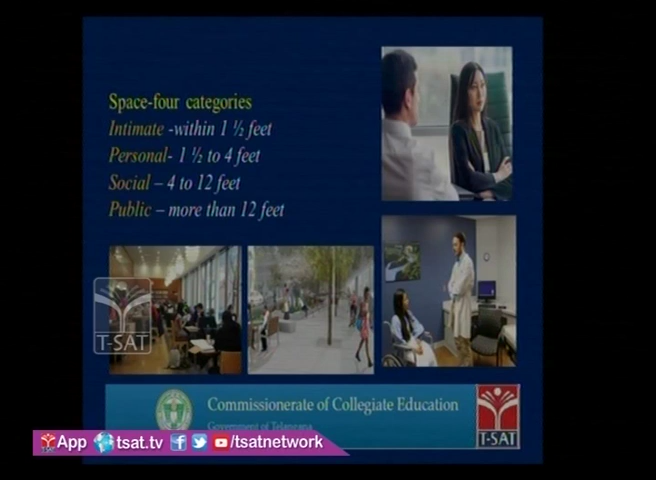 Space-four categories
Intimate -within 1 ½ feet
Personal- 1 ½ to 4 feet
Social – 4 to 12 feet
Public – more than 12 feet
T-SAT
Commissionerate of Collegiate Education
Government of Telangana
T-SAT
App tsat.tv /tsatnetwork